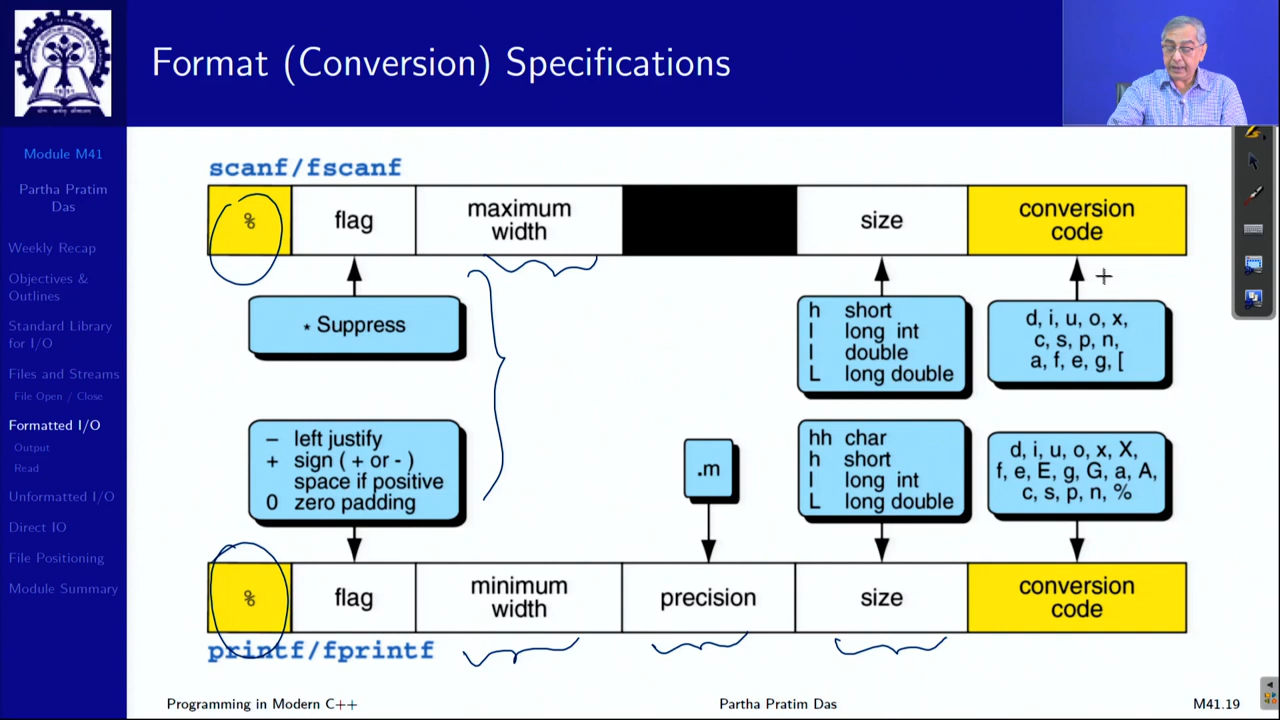 Format (Conversion) Specifications
Module M41
Partha Pratim
Das
Weekly Recap
Objectives &
Outlines
Standard Library
for I/O
Files and Streams
File Open / Close
Formatted I/O
Output
Read
Unformatted I/O
Direct IO
File Positioning
Module Summary
scanf/fscanf
%
flag
maximum
width
size
conversion
code
* Suppress
h short
l long int
l double
L long double
d, i, u, o, x,
c, s, p, n,
a, f, e, g, [
− left justify
+ sign ( + or - )
space if positive
0 zero padding
.m
hh char
h short
l long int
L long double
d, i, u, o, x, X,
f, e, E, g, G, a, A,
c, s, p, n, %
%
flag
minimum
width
precision
size
conversion
code
printf/fprintf
Programming in Modern C++
Partha Pratim Das
M41.19